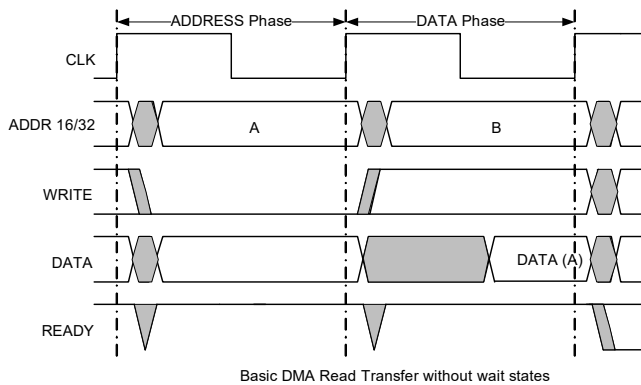 ADDRESS Phase DATA Phase
CLK
ADDR 16/32 A B
WRITE
DATA DATA (A)
READY
Basic DMA Read Transfer without wait states